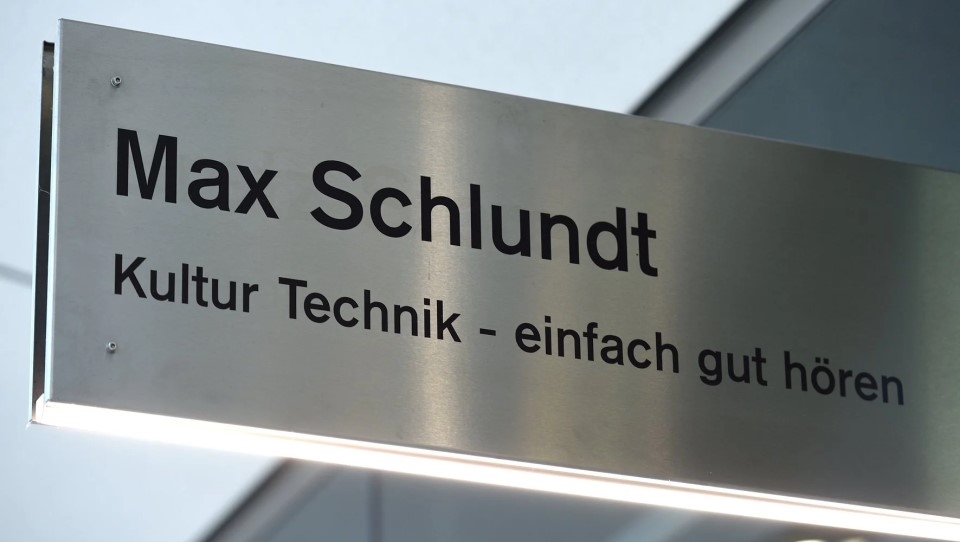 Max Schlundt
Kultur Technik - einfach gut hören